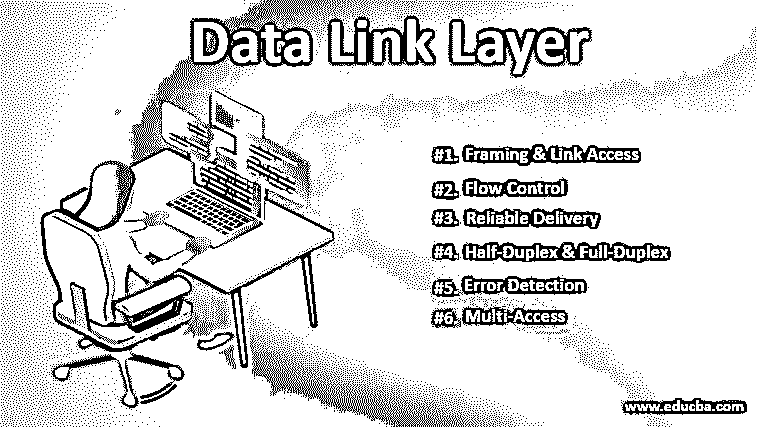 Data Link Layer
#1. Framing & Link Access
#2. Flow Control
#3. Reliable Delivery
#4. Half-Duplex & Full-Duplex
#5. Error Detection
#6. Multi-Access
www.educba.com